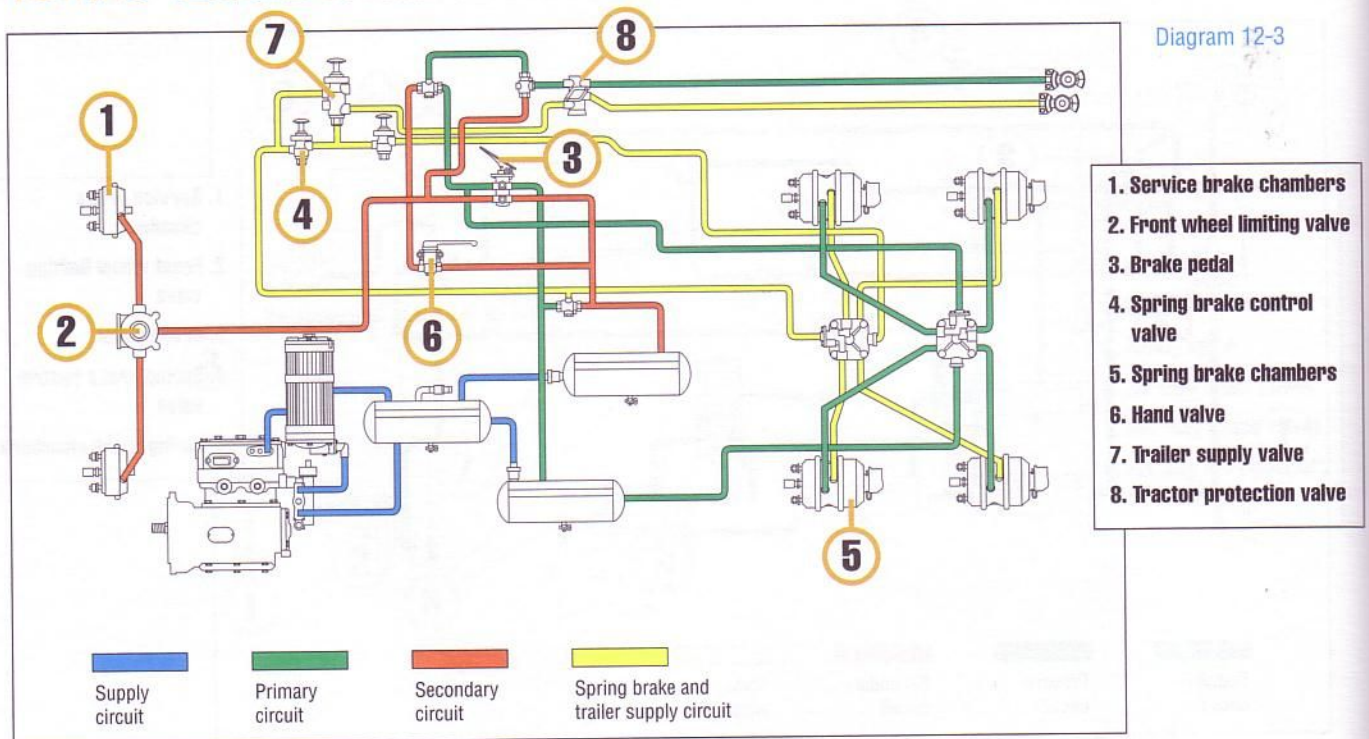 Diagram 12-3
7
8
1
3
4
2
6
5
1. Service brake chambers
2. Front wheel limiting valve
3. Brake pedal
4. Spring brake control
valve
5. Spring brake chambers
6. Hand valve
7. Trailer supply valve
8. Tractor protection valve
Supply
circuit
Primary
circuit
Secondary
circuit
Spring brake and
trailer supply circuit